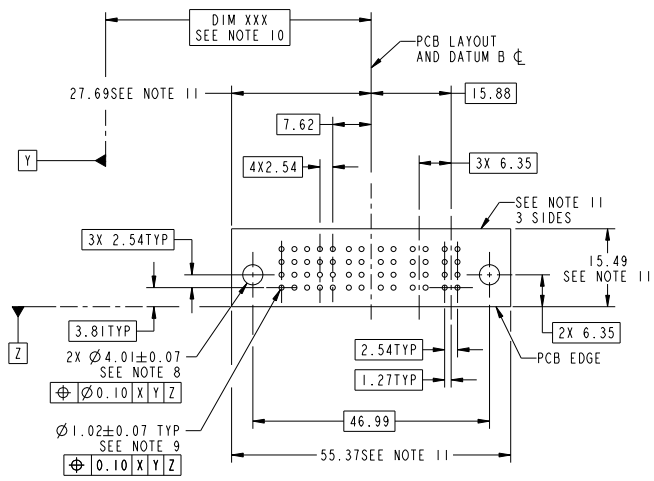 DIM XXX
SEE NOTE 10
PCB LAYOUT
AND DATUM B ℄
27.69SEE NOTE 11
15.88
7.62
Y
4X2.54
3X 6.35
SEE NOTE 11
3 SIDES
3X 2.54TYP
15.49
SEE NOTE 11
3.81TYP
2X 6.35
Z
2X Ø4.01±0.07
SEE NOTE 8
⌖ Ø0.10 X Y Z
2.54TYP
PCB EDGE
1.27TYP
Ø1.02±0.07 TYP
SEE NOTE 9
⌖ 0.10 X Y Z
46.99
55.37SEE NOTE 11